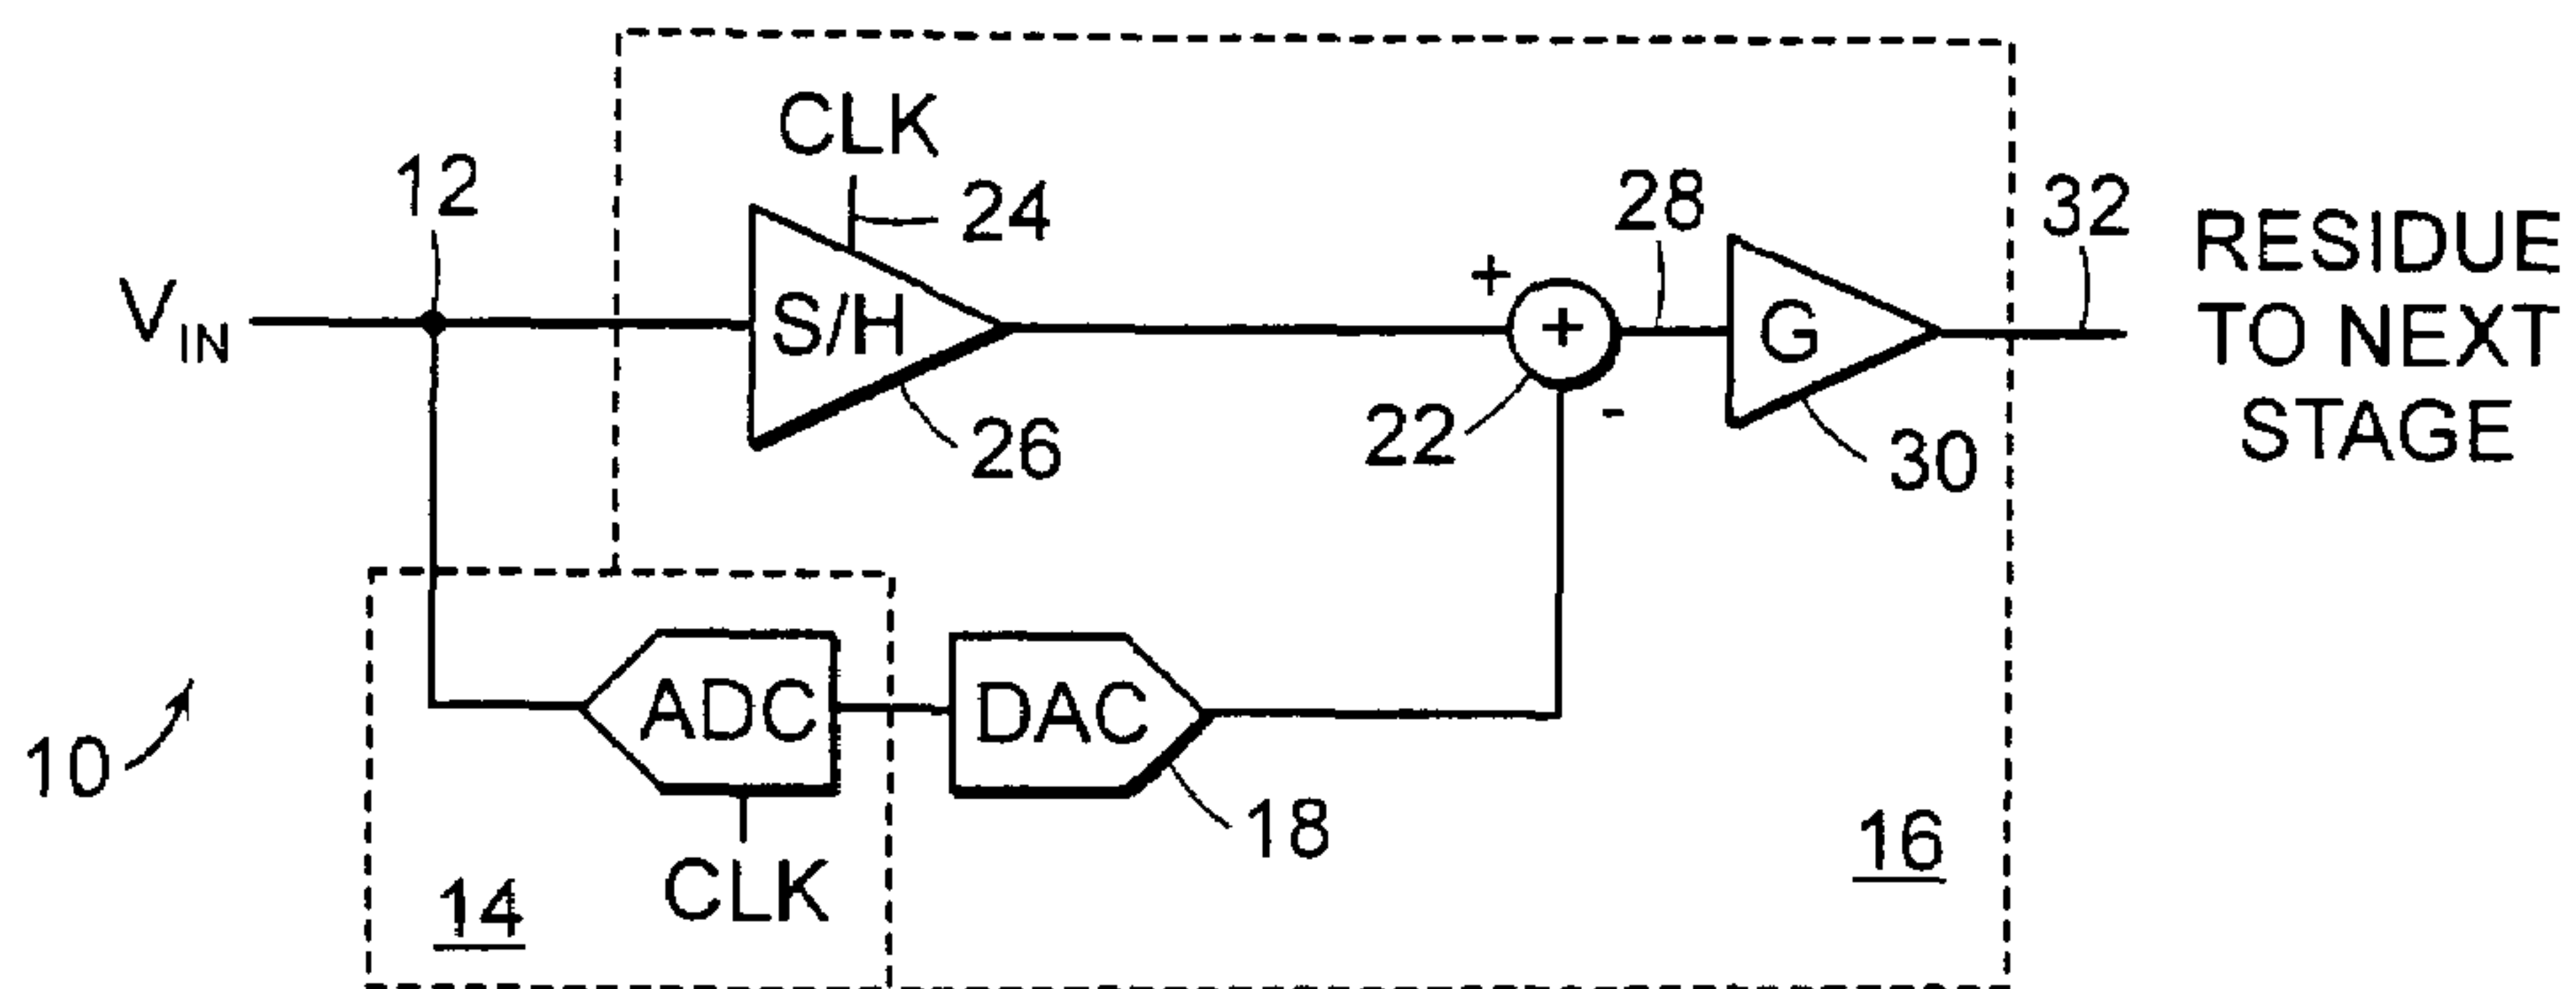 CLK
12
24
28
32
RESIDUE
TO NEXT
STAGE
V_IN
S/H
+
+
G
26
22
-
30
ADC
DAC
10
18
14
CLK
16